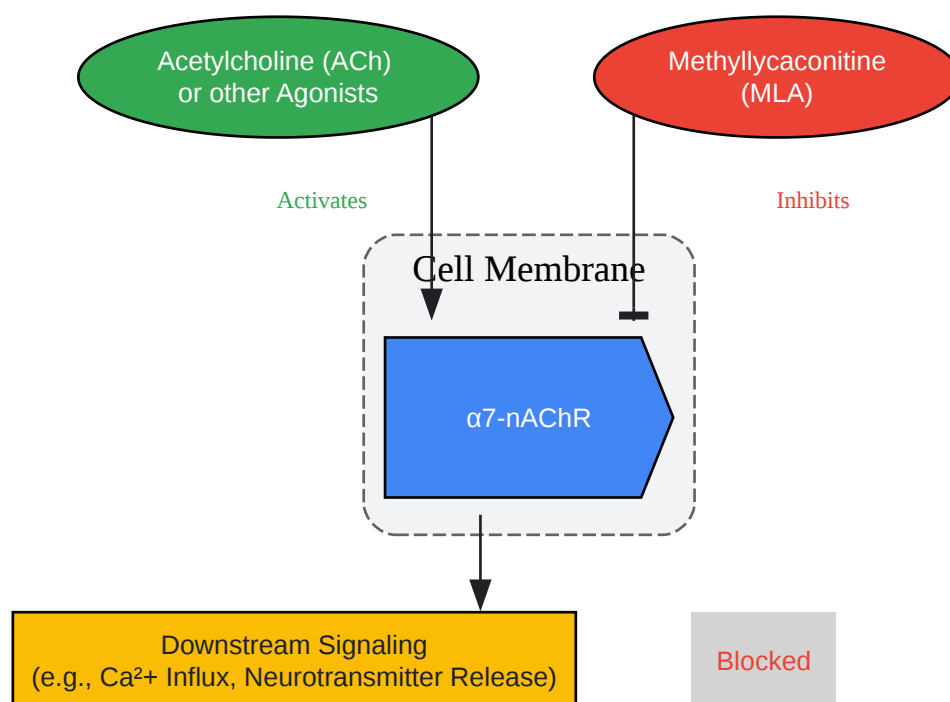 Acetylcholine (ACh)
or other Agonists
Methyllycaconitine
(MLA)
Activates
Inhibits
Cell Membrane
α7-nAChR
Downstream Signaling
(e.g., Ca²+ Influx, Neurotransmitter Release)
Blocked